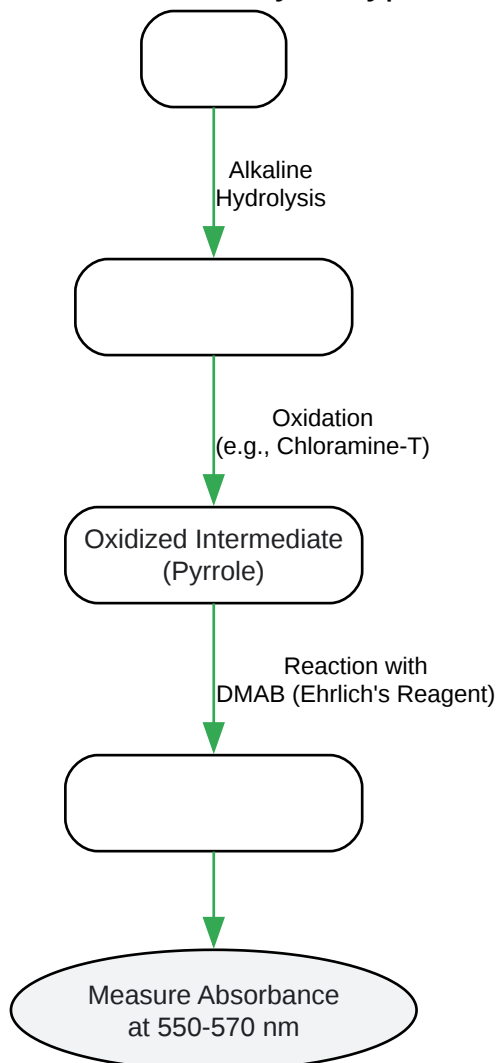 Alkaline
Hydrolysis
Oxidation
(e.g., Chloramine-T)
Oxidized Intermediate
(Pyrrole)
Reaction with
DMAB (Ehrlich's Reagent)
Measure Absorbance
at 550-570 nm